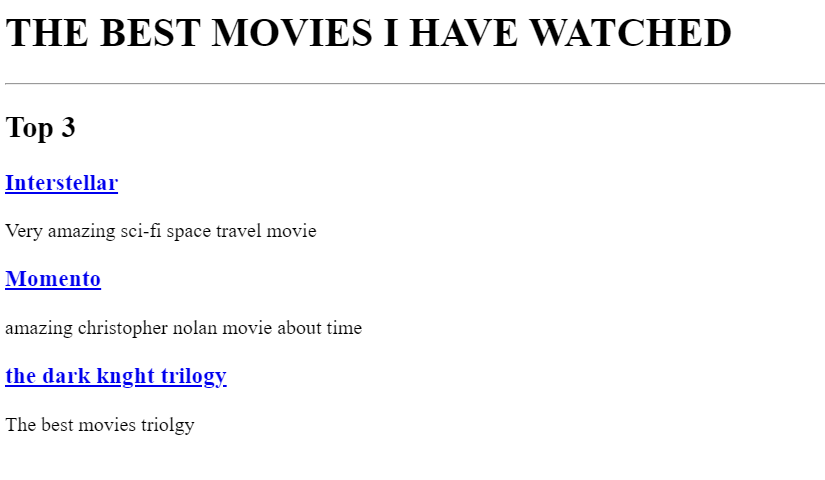 THE BEST MOVIES I HAVE WATCHED
Top 3
Interstellar
Very amazing sci-fi space travel movie
Momento
amazing christopher nolan movie about time
the dark knght trilogy
The best movies triolgy